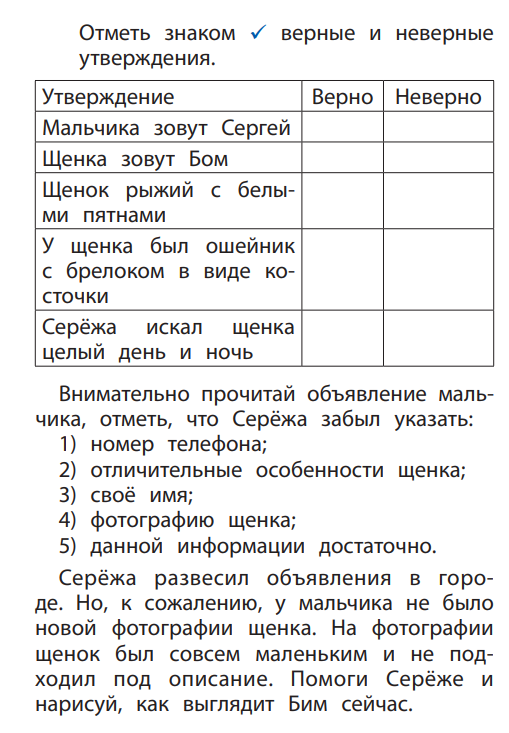 Отметь знаком ✓ верные и неверные
утверждения.
Утверждение Верно Неверно
Мальчика зовут Сергей
Щенка зовут Бом
Щенок рыжий с белы-
ми пятнами
У щенка был ошейник
с брелоком в виде ко-
сточки
Серёжа искал щенка
целый день и ночь
Внимательно прочитай объявление маль-
чика, отметь, что Серёжа забыл указать:
1) номер телефона;
2) отличительные особенности щенка;
3) своё имя;
4) фотографию щенка;
5) данной информации достаточно.
Серёжа развесил объявления в горо-
де. Но, к сожалению, у мальчика не было
новой фотографии щенка. На фотографии
щенок был совсем маленьким и не под-
ходил под описание. Помоги Серёже и
нарисуй, как выглядит Бим сейчас.